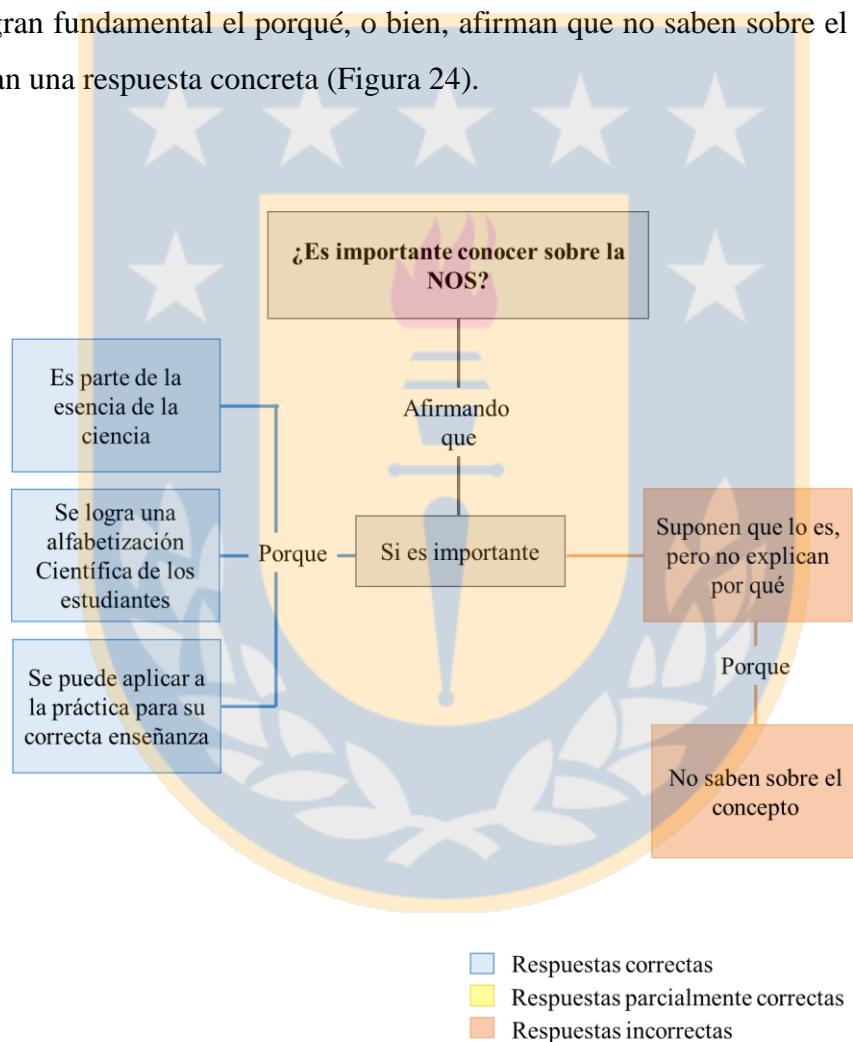 gran fundamental el porqué, o bien, afirman que no saben sobre el
an una respuesta concreta (Figura 24).
¿Es importante conocer sobre la
NOS?
Afirmando
que
Si es importante
Porque
Es parte de la
esencia de la
ciencia
Se logra una
alfabetización
Científica de los
estudiantes
Se puede aplicar a
la práctica para su
correcta enseñanza
Suponen que lo es,
pero no explican
por qué
Porque
No saben sobre el
concepto
Respuestas correctas
Respuestas parcialmente correctas
Respuestas incorrectas